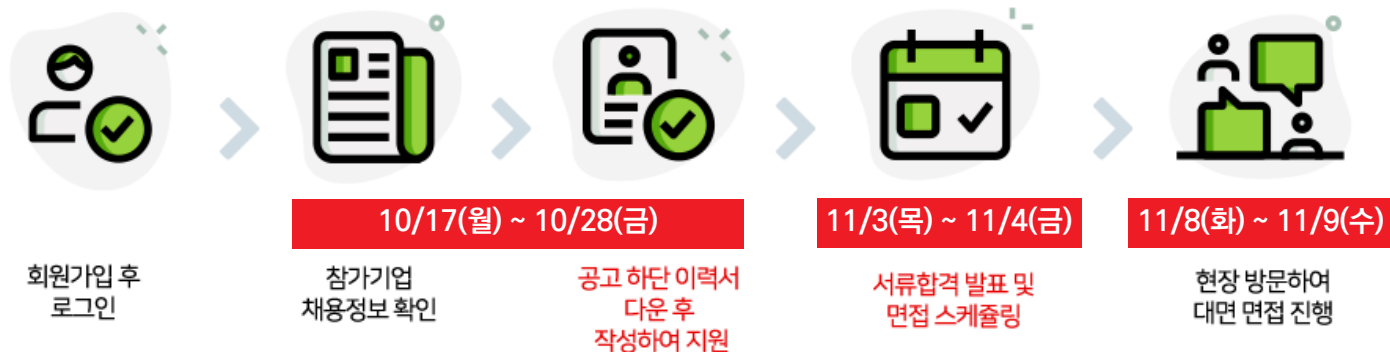 10/17(월) ~ 10/28(금)
11/3(목) ~ 11/4(금)
11/8(화) ~ 11/9(수)
회원가입 후
로그인
참가기업
채용정보 확인
공고 하단 이력서
다운 후
작성하여 지원
서류합격 발표 및
면접 스케쥴링
현장 방문하여
대면 면접 진행